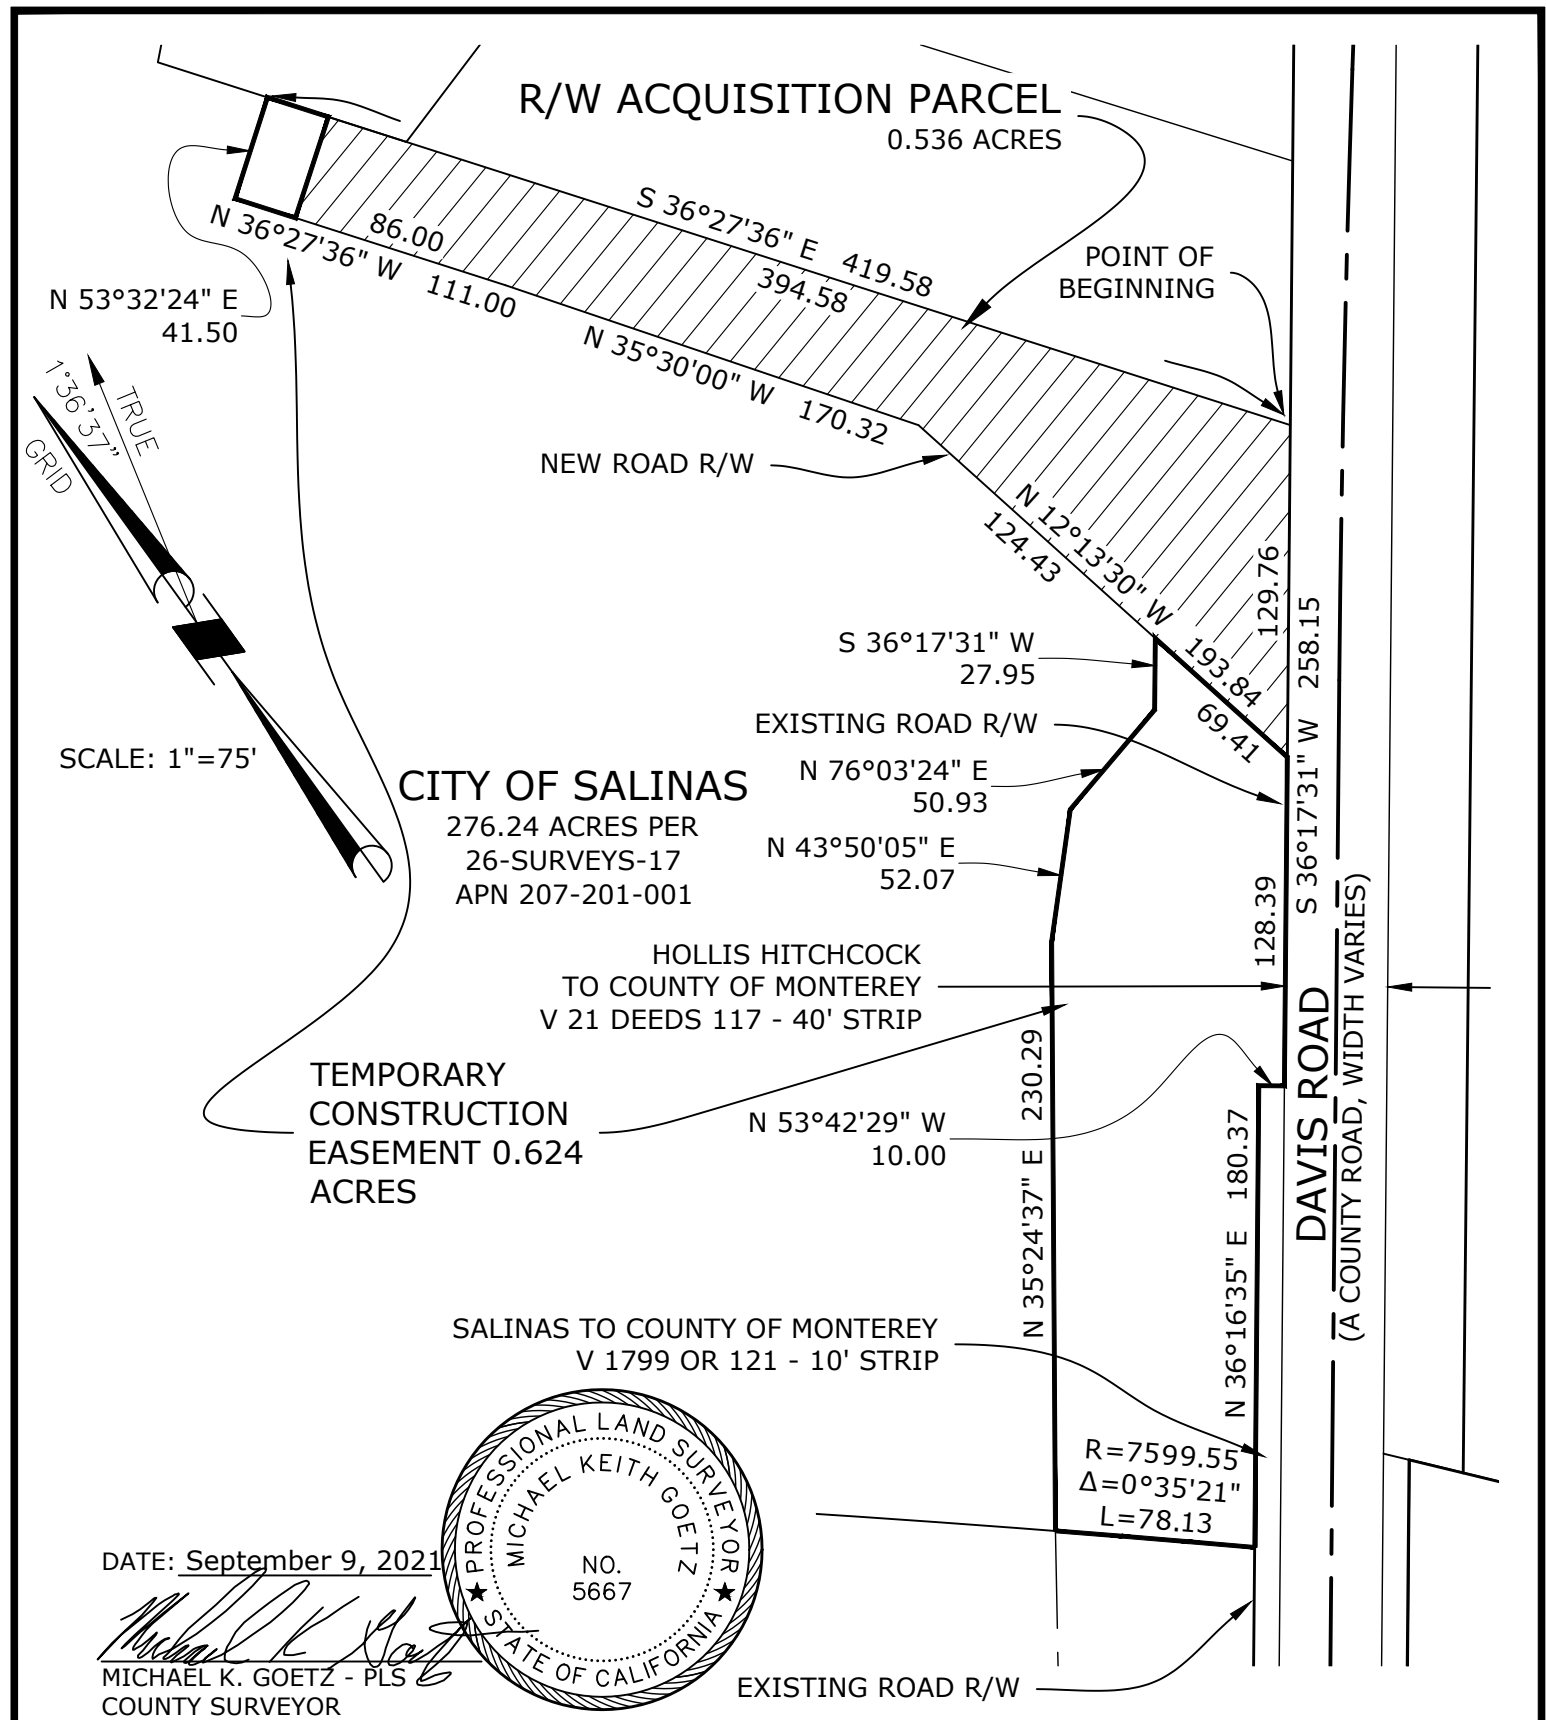 R/W ACQUISITION PARCEL
0.536 ACRES
S 36°27'36" E 419.58
394.58
86.00
N 36°27'36" W 111.00
N 53°32'24" E
41.50
N 35°30'00" W 170.32
POINT OF
BEGINNING
TRUE
1°36'37"
GRID
NEW ROAD R/W
N 12°13'30" W 193.84
124.43
69.41
129.76
S 36°17'31" W 258.15
S 36°17'31" W
27.95
EXISTING ROAD R/W
SCALE: 1"=75'
CITY OF SALINAS
276.24 ACRES PER
26-SURVEYS-17
APN 207-201-001
N 76°03'24" E
50.93
N 43°50'05" E
52.07
128.39
HOLLIS HITCHCOCK
TO COUNTY OF MONTEREY
V 21 DEEDS 117 - 40' STRIP
DAVIS ROAD
(A COUNTY ROAD, WIDTH VARIES)
TEMPORARY
CONSTRUCTION
EASEMENT 0.624
ACRES
N 53°42'29" W
10.00
N 35°24'37" E 230.29
N 36°16'35" E 180.37
SALINAS TO COUNTY OF MONTEREY
V 1799 OR 121 - 10' STRIP
R=7599.55
Δ=0°35'21"
L=78.13
PROFESSIONAL LAND SURVEYOR
MICHAEL KEITH GOETZ
NO.
5667
STATE OF CALIFORNIA
DATE: September 9, 2021
Michael K Goetz
MICHAEL K. GOETZ - PLS
COUNTY SURVEYOR
EXISTING ROAD R/W